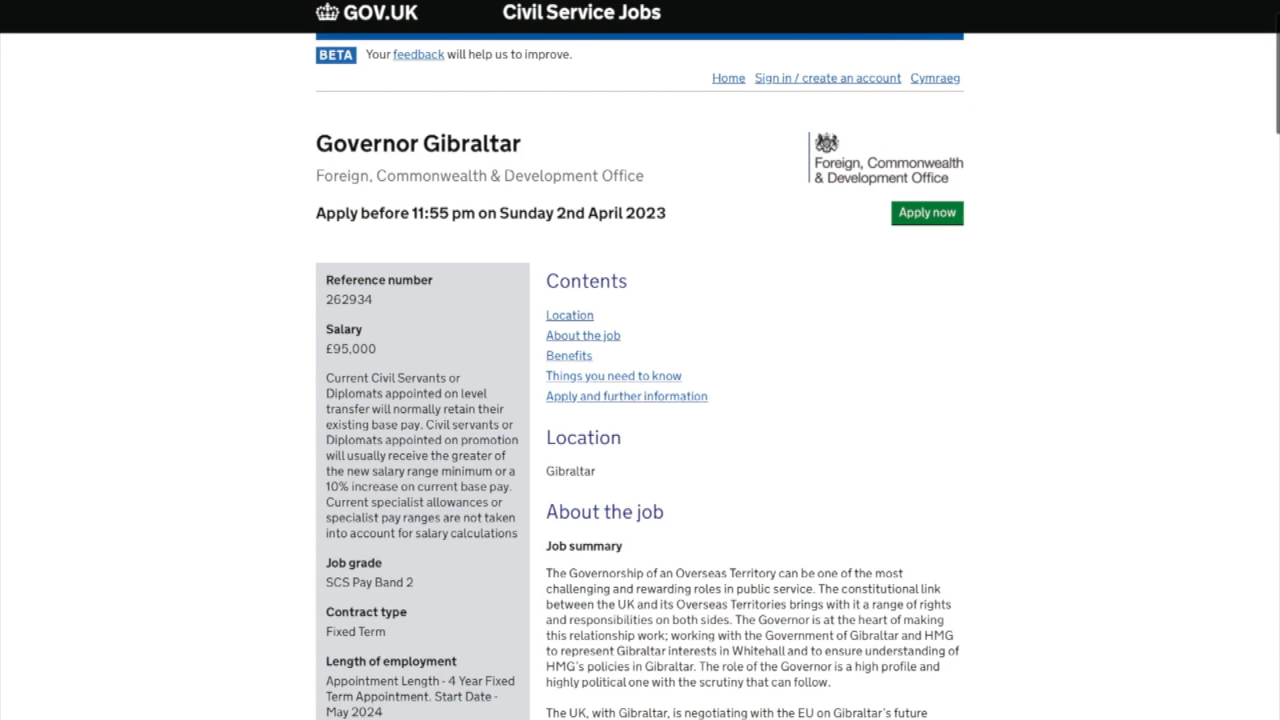 GOV.UK
Civil Service Jobs
BETA Your feedback will help us to improve.
Home Sign in / create an account Cymraeg
Governor Gibraltar
Foreign, Commonwealth & Development Office
Apply before 11:55 pm on Sunday 2nd April 2023
Foreign, Commonwealth
& Development Office
Apply now
Reference number
262934
Salary
£95,000
Current Civil Servants or
Diplomats appointed on level
transfer will normally retain their
existing base pay. Civil servants or
Diplomats appointed on promotion
will usually receive the greater of
the new salary range minimum or a
10% increase on current base pay.
Current specialist allowances or
specialist pay ranges are not taken
into account for salary calculations
Job grade
SCS Pay Band 2
Contract type
Fixed Term
Length of employment
Appointment Length - 4 Year Fixed
Term Appointment. Start Date -
May 2024
Contents
Location
About the job
Benefits
Things you need to know
Apply and further information
Location
Gibraltar
About the job
Job summary
The Governorship of an Overseas Territory can be one of the most
challenging and rewarding roles in public service. The constitutional link
between the UK and its Overseas Territories brings with it a range of rights
and responsibilities on both sides. The Governor is at the heart of making
this relationship work; working with the Government of Gibraltar and HMG
to represent Gibraltar interests in Whitehall and to ensure understanding of
HMG's policies in Gibraltar. The role of the Governor is a high profile and
highly political one with the scrutiny that can follow.
The UK, with Gibraltar, is negotiating with the EU on Gibraltar's future